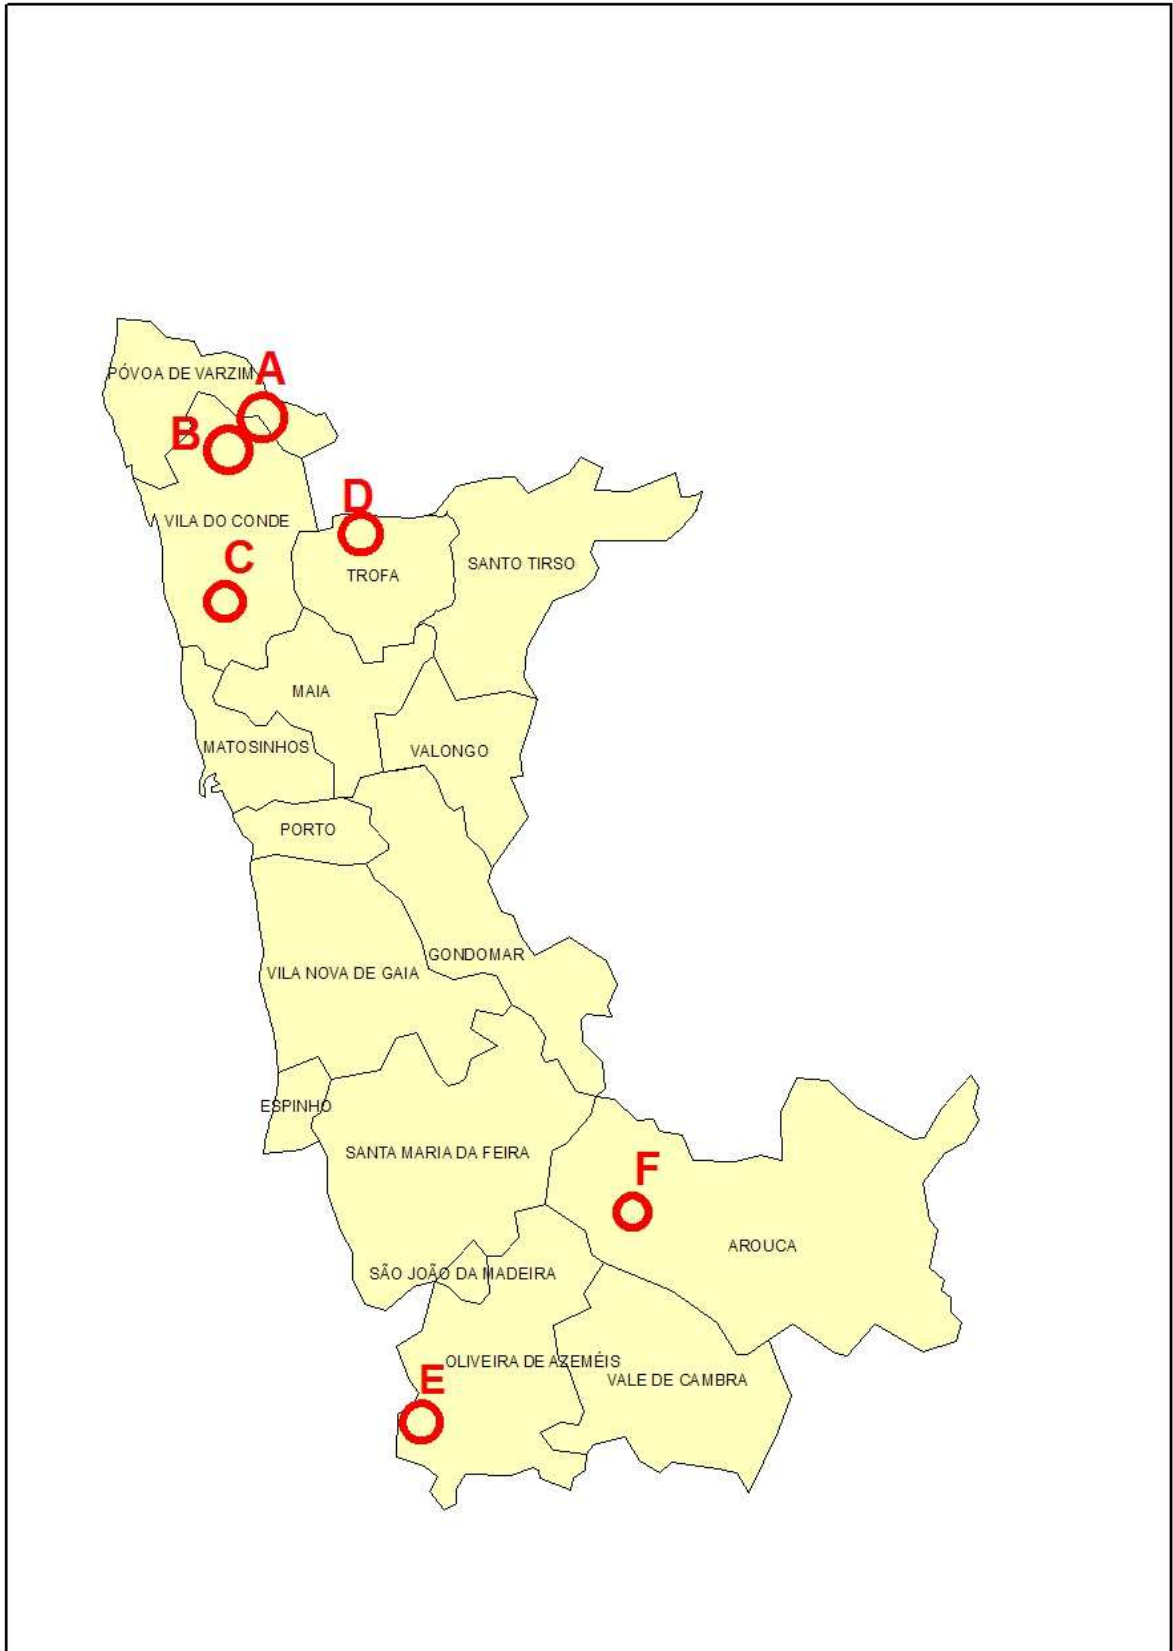 A
PÓVOA DE VARZIM
B
D
VILA DO CONDE
C
SANTO TIRSO
TROFA
MAIA
MATOSINHOS
VALONGO
PORTO
GONDOMAR
VILA NOVA DE GAIA
ESPINHO
SANTA MARIA DA FEIRA
F
AROUCA
SÃO JOÃO DA MADEIRA
OLIVEIRA DE AZEMÉIS
E
VALE DE CAMBRA